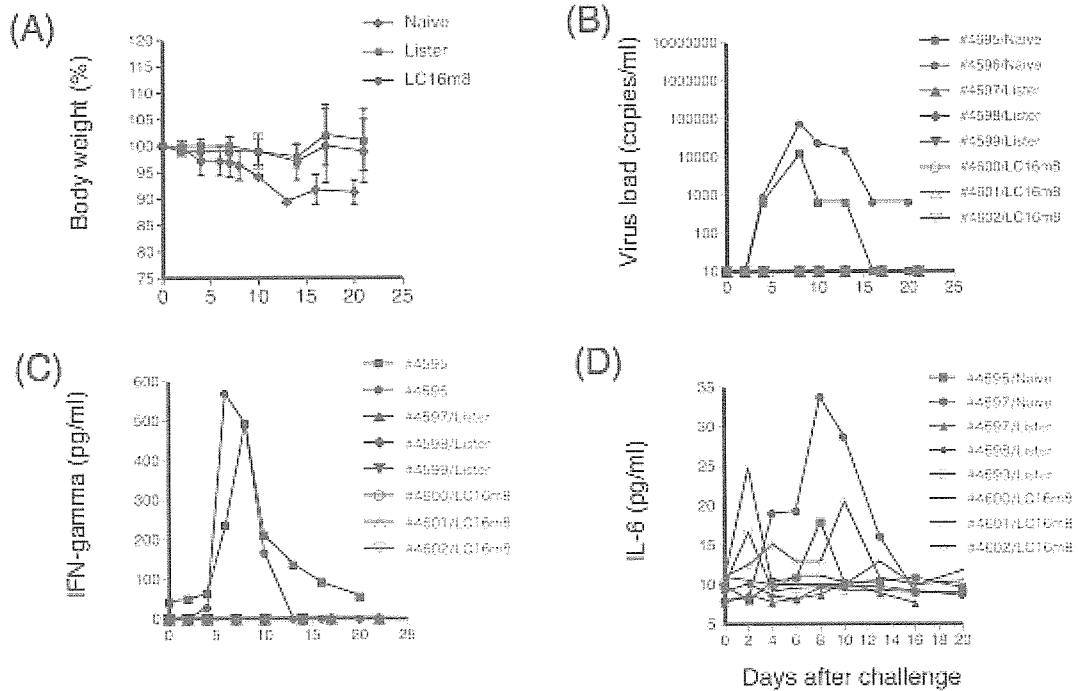 (A)
Body weight (%)
120
115
110
105
100
95
90
85
80
75
0 5 10 15 20 25
Naive
Lister
LC16m8
(B)
Virus load (copies/ml)
10000000
1000000
100000
10000
1000
100
10
0 5 10 15 20 25
#4595/Naive
#4596/Naive
#4597/Lister
#4598/Lister
#4599/Lister
#4600/LC16m8
#4601/LC16m8
#4602/LC16m8
(C)
IFN-gamma (pg/ml)
600
500
400
300
200
100
0
0 5 10 15 20 25
#4595
#4596
#4597/Lister
#4598/Lister
#4599/Lister
#4600/LC16m8
#4601/LC16m8
#4602/LC16m8
(D)
IL-6 (pg/ml)
35
30
25
20
15
10
5
0 2 4 6 8 10 12 14 16 18 20
#4595/Naive
#4597/Naive
#4597/Lister
#4598/Lister
#4599/Lister
#4600/LC16m8
#4601/LC16m8
#4602/LC16m8
Days after challenge